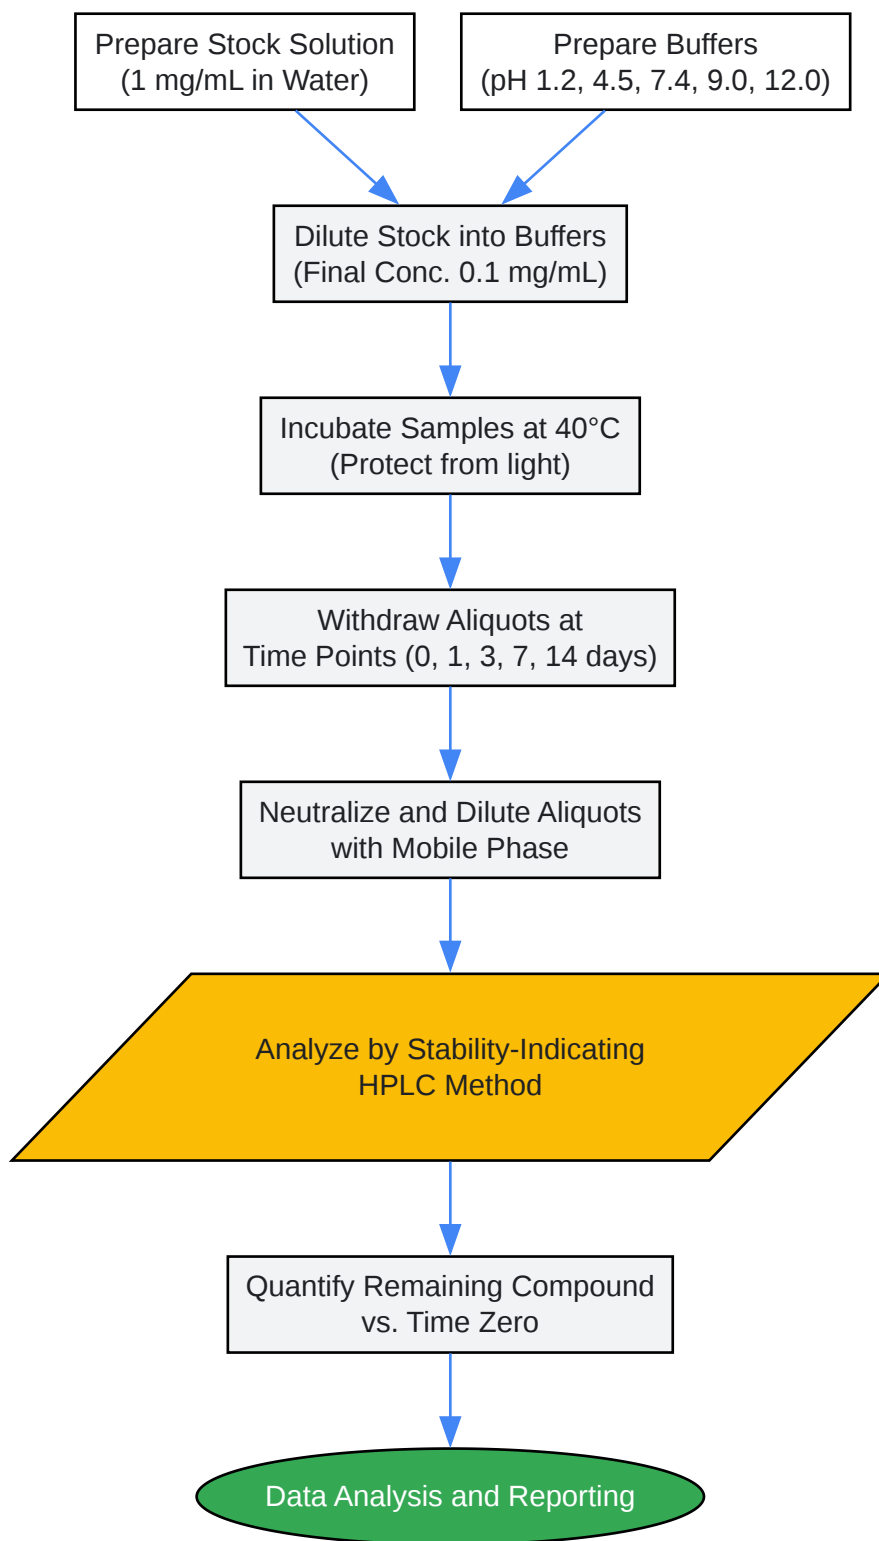 Prepare Stock Solution
(1 mg/mL in Water)
Prepare Buffers
(pH 1.2, 4.5, 7.4, 9.0, 12.0)
Dilute Stock into Buffers
(Final Conc. 0.1 mg/mL)
Incubate Samples at 40°C
(Protect from light)
Withdraw Aliquots at
Time Points (0, 1, 3, 7, 14 days)
Neutralize and Dilute Aliquots
with Mobile Phase
Analyze by Stability-Indicating
HPLC Method
Quantify Remaining Compound
vs. Time Zero
Data Analysis and Reporting